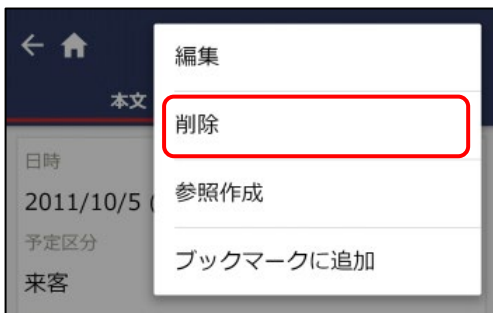 編集
本文
削除
日時
2011/10/5 (
参照作成
予定区分
ブックマークに追加
来客